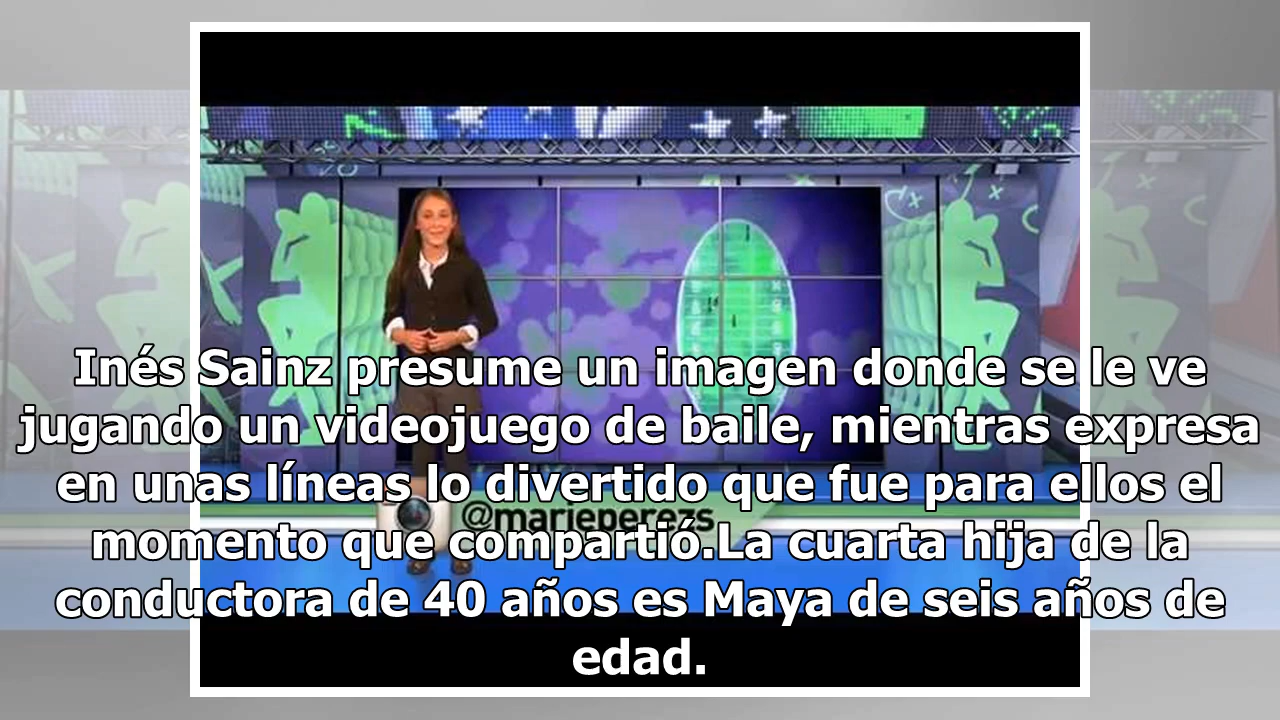 Inés Sainz presume un imagen donde se le ve
jugando un videojuego de baile, mientras expresa
en unas líneas lo divertido que fue para ellos el
@marieperezs
momento que compartió.La cuarta hija de la
conductora de 40 años es Maya de seis años de
edad.